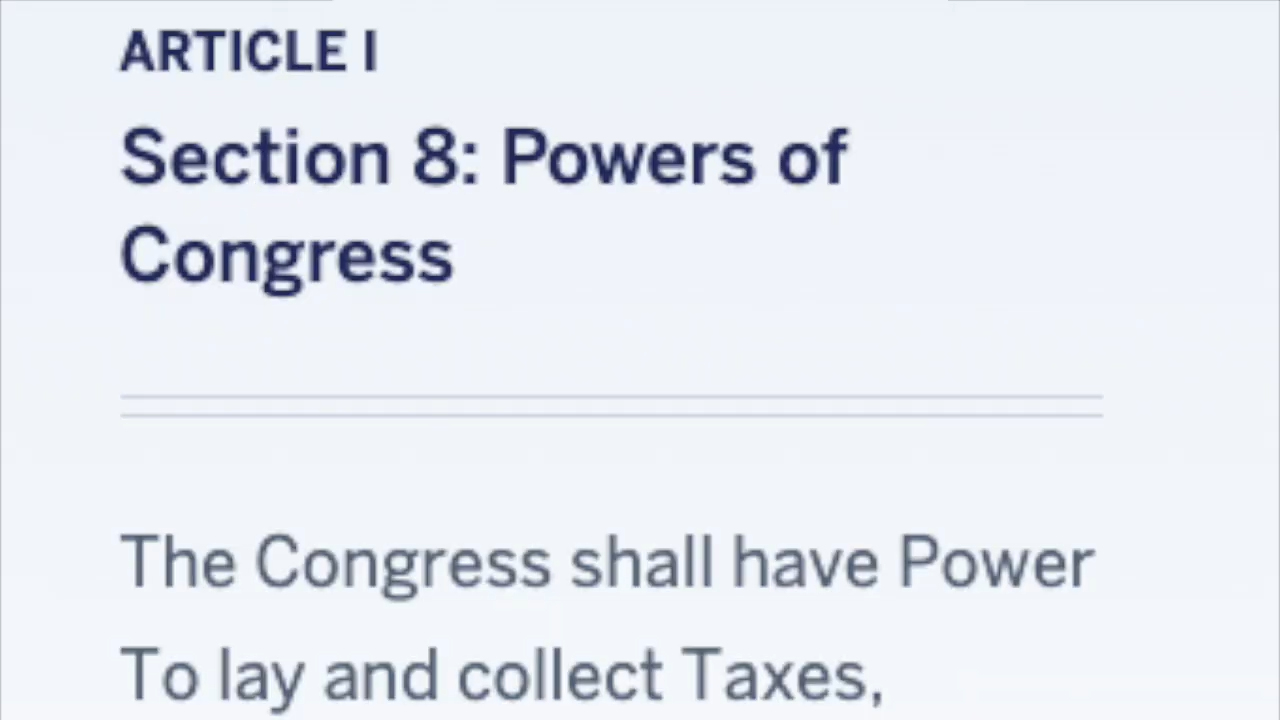 ARTICLE I
Section 8: Powers of
Congress
The Congress shall have Power
To lay and collect Taxes,